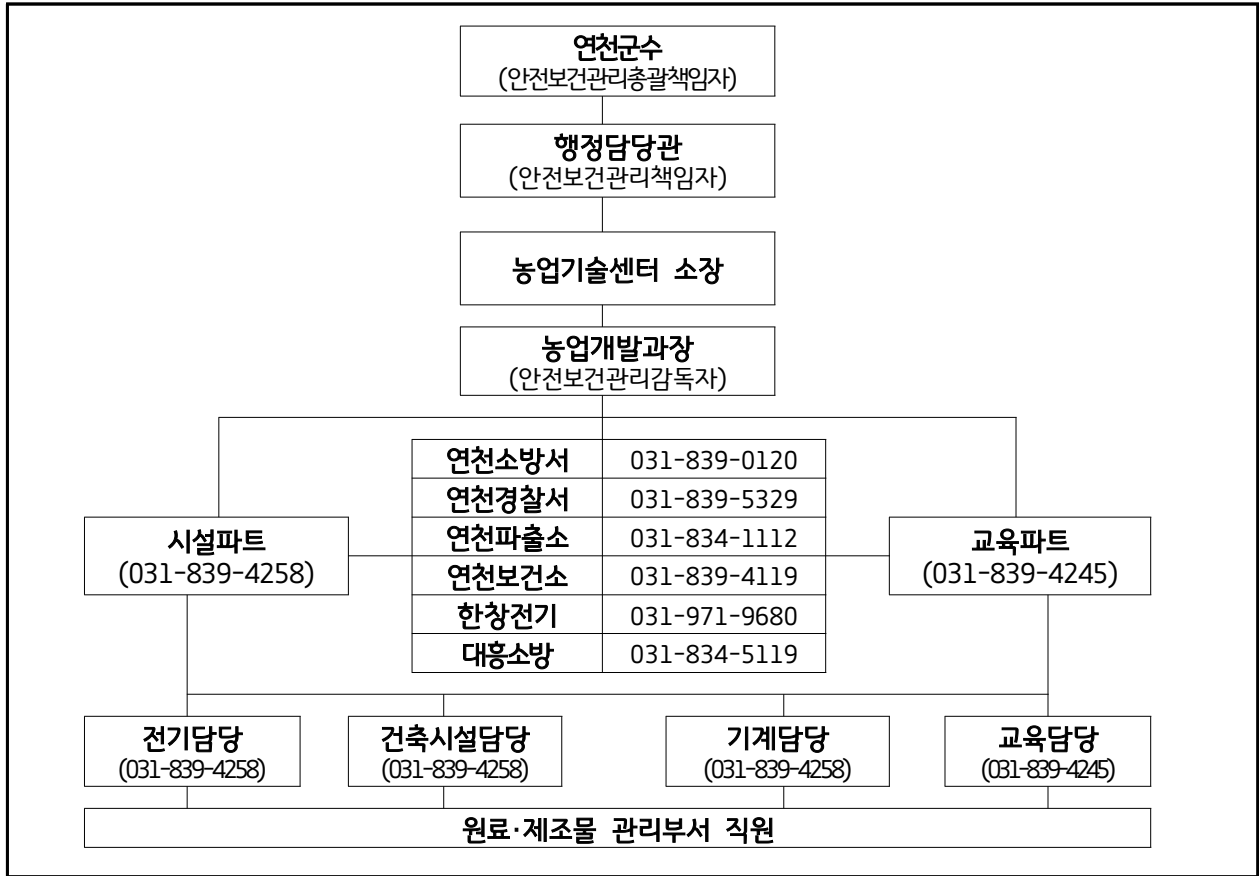 연천군수
(안전보건관리총괄책임자)
행정담당관
(안전보건관리책임자)
농업기술센터 소장
농업개발과장
(안전보건관리감독자)
연천소방서 031-839-0120
연천경찰서 031-839-5329
연천파출소 031-834-1112
연천보건소 031-839-4119
한창전기 031-971-9680
대흥소방 031-834-5119
시설파트
(031-839-4258)
교육파트
(031-839-4245)
전기담당
(031-839-4258)
건축시설담당
(031-839-4258)
기계담당
(031-839-4258)
교육담당
(031-839-4245)
원료·제조물 관리부서 직원